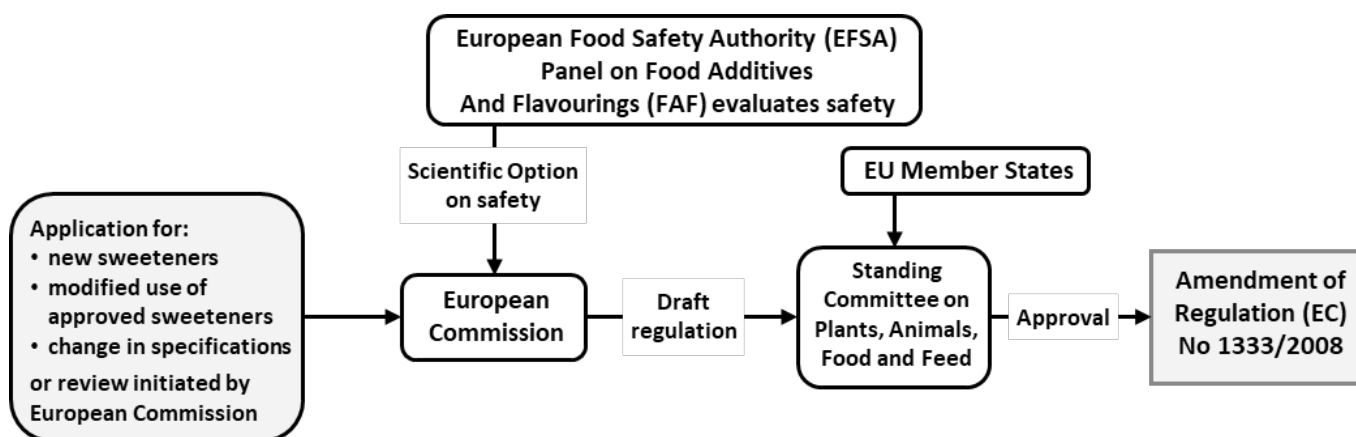 European Food Safety Authority (EFSA)
Panel on Food Additives
And Flavourings (FAF) evaluates safety
Scientific Option
on safety
EU Member States
Application for:
• new sweeteners
• modified use of
approved sweeteners
• change in specifications
or review initiated by
European Commission
European
Commission
Draft
regulation
Standing
Committee on
Plants, Animals,
Food and Feed
Approval
Amendment of
Regulation (EC)
No 1333/2008